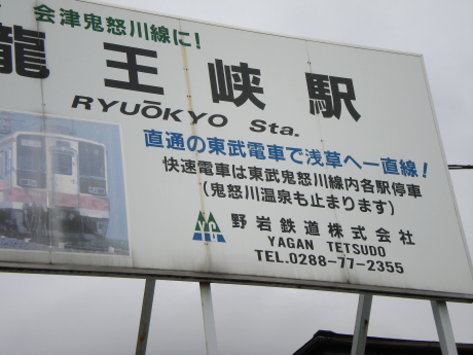 会津鬼怒川線に!
龍王峡駅
RYUŌKYO Sta.
直通の東武電車で浅草へ一直線!
快速電車は東武鬼怒川線内各駅停車
(鬼怒川温泉も止まります)
野岩鉄道株式会社
YAGAN TETSUDO
TEL.0288-77-2355